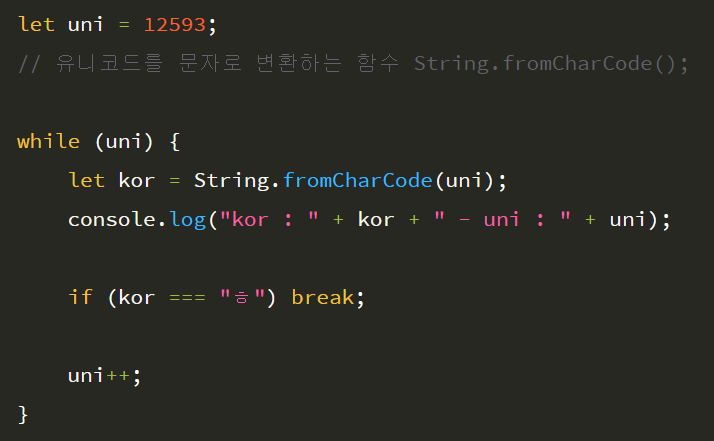 let uni = 12593;
// 유니코드를 문자로 변환하는 함수 String.fromCharCode();
while (uni) {
let kor = String.fromCharCode(uni);
console.log("kor : " + kor + " - uni : " + uni);
if (kor === "ㅎ") break;
uni++;
}